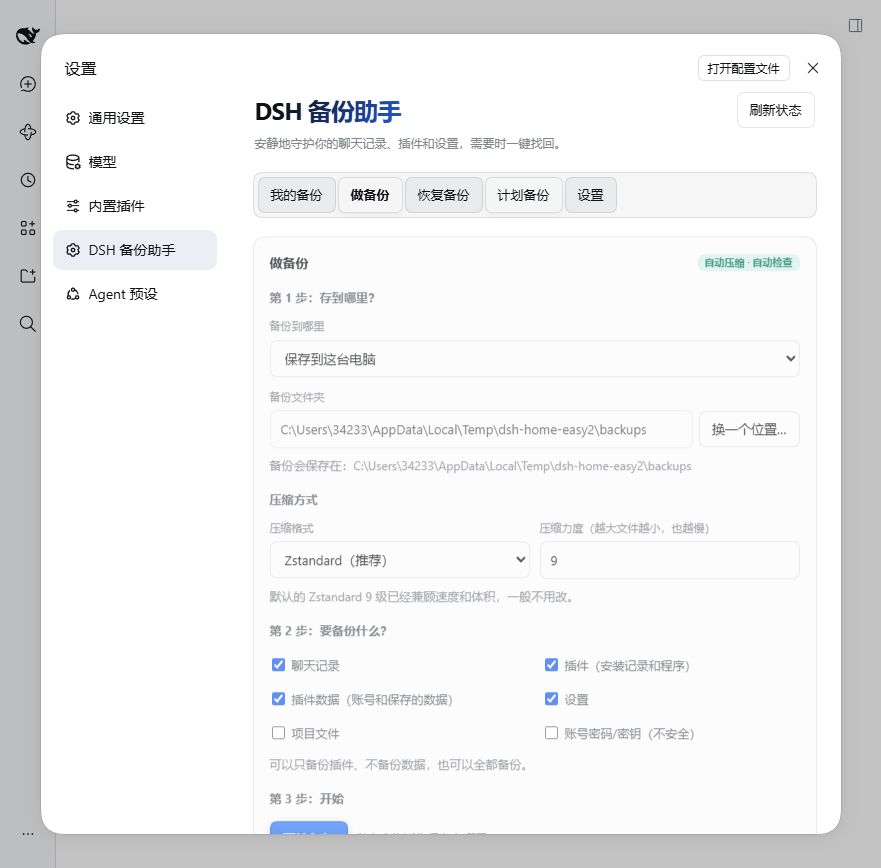 设置
打开配置文件
通用设置
模型
内置插件
DSH 备份助手
Agent 预设
DSH 备份助手
刷新状态
安静地守护你的聊天记录、插件和设置，需要时一键找回。
我的备份 做备份 恢复备份 计划备份 设置
做备份
自动压缩 · 自动检查
第 1 步：存到哪里？
备份到哪里
保存到这台电脑
备份文件夹
C:\Users\34233\AppData\Local\Temp\dsh-home-easy2\backups
换一个位置...
备份会保存在：C:\Users\34233\AppData\Local\Temp\dsh-home-easy2\backups
压缩方式
压缩格式 压缩力度（越大文件越小，也越慢）
Zstandard（推荐） 9
默认的 Zstandard 9 级已经兼顾速度和体积，一般不用改。
第 2 步：要备份什么？
聊天记录 插件（安装记录和程序）
插件数据（账号和保存的数据） 设置
项目文件 账号密码/密钥（不安全）
可以只备份插件、不备份数据，也可以全都备份。
第 3 步：开始